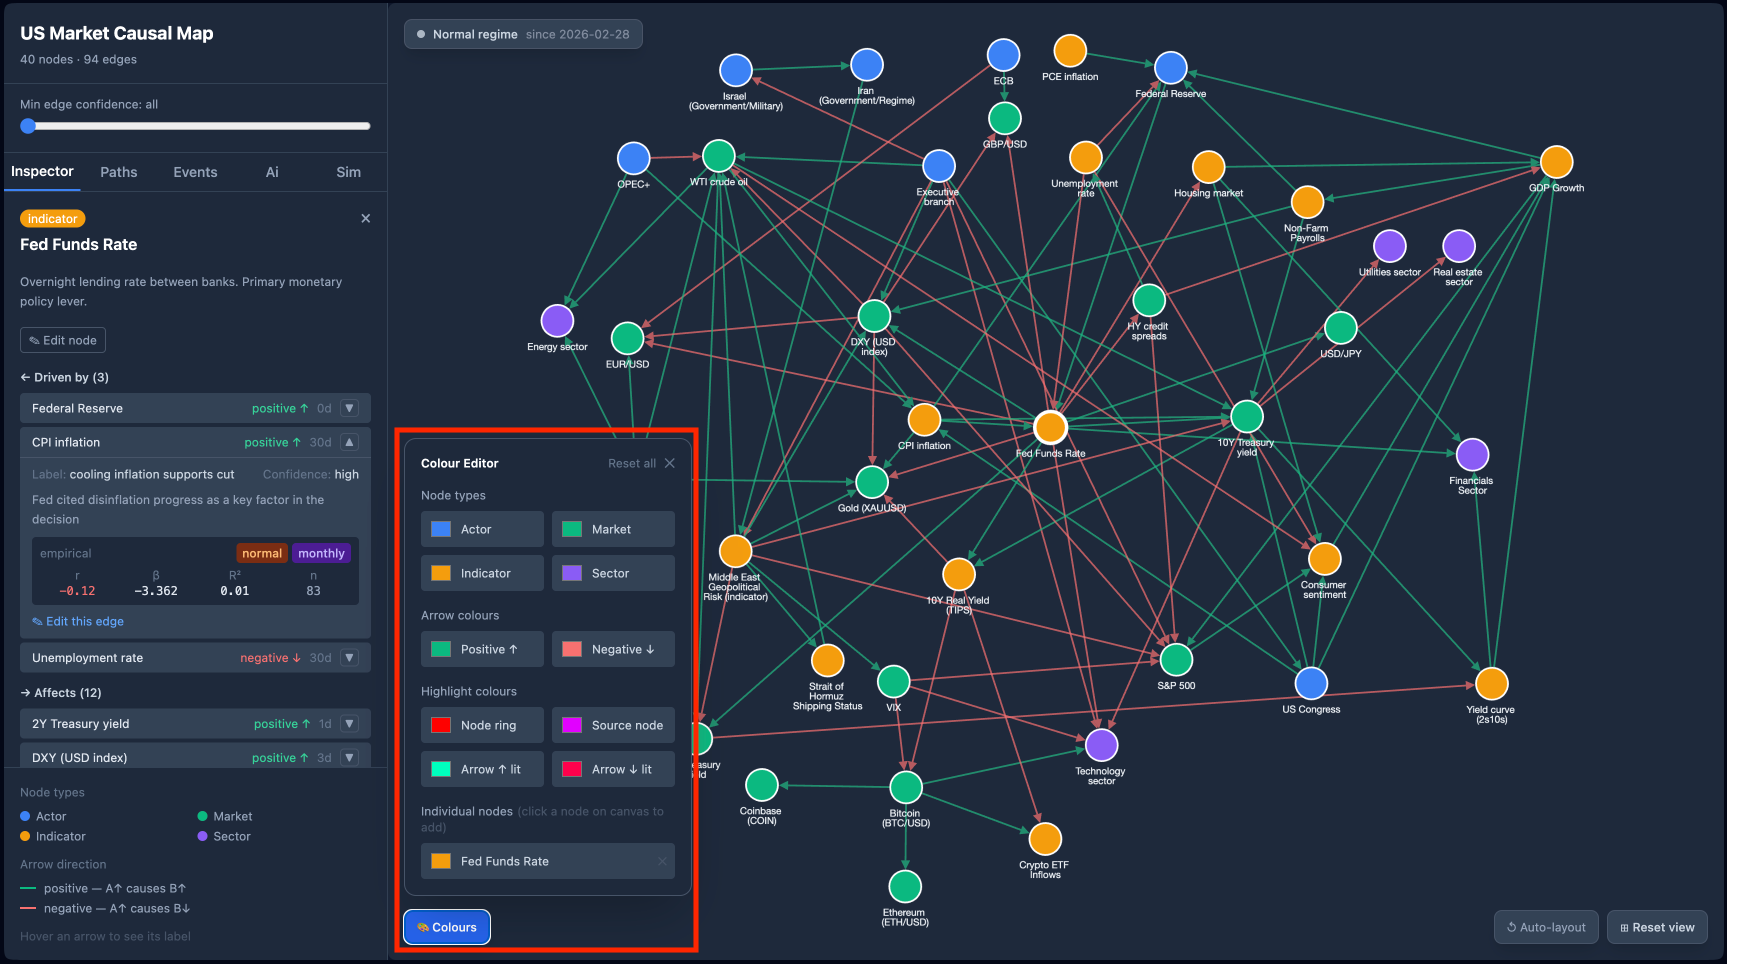 US Market Causal Map
40 nodes · 94 edges
Min edge confidence: all
Inspector
Paths
Events
Ai
Sim
indicator
×
Fed Funds Rate
Overnight lending rate between banks. Primary monetary
policy lever.
✎ Edit node
← Driven by (3)
Federal Reserve positive ↑ 0d ▼
CPI inflation positive ↑ 30d ▲
Label: cooling inflation supports cut Confidence: high
Fed cited disinflation progress as a key factor in the
decision
empirical normal monthly
r β R² n
−0.12 −3.362 0.01 83
✎ Edit this edge
Unemployment rate negative ↓ 30d ▼
→ Affects (12)
2Y Treasury yield positive ↑ 1d ▼
DXY (USD index) positive ↑ 3d ▼
Node types
Actor
Market
Indicator
Sector
Arrow direction
positive — A↑ causes B↑
negative — A↑ causes B↓
Hover an arrow to see its label
Normal regime since 2026-02-28
Israel
(Government/Military)
Iran
(Government/Regime)
ECB
PCE inflation
Federal Reserve
GBP/USD
OPEC+
WTI crude oil
Executive
branch
Unemployment
rate
Housing market
GDP Growth
Non-Farm
Payrolls
Utilities sector
Real estate
sector
Energy sector
EUR/USD
DXY (USD
index)
HY credit
spreads
USD/JPY
CPI inflation
Fed Funds Rate
10Y Treasury
yield
Financials
Sector
Gold (XAUUSD)
Middle East
Geopolitical
Risk (indicator)
10Y Real Yield
(TIPS)
Consumer
sentiment
Strait of
Hormuz
Shipping Status
VIX
S&P 500
US Congress
Yield curve
(2s10s)
asury
ld
Technology
sector
Coinbase
(COIN)
Bitcoin
(BTC/USD)
Crypto ETF
Inflows
Ethereum
(ETH/USD)
Colour Editor
Reset all ×
Node types
Actor
Market
Indicator
Sector
Arrow colours
Positive ↑
Negative ↓
Highlight colours
Node ring
Source node
Arrow ↑ lit
Arrow ↓ lit
Individual nodes (click a node on canvas to
add)
Fed Funds Rate ×
Colours
↺ Auto-layout
⊞ Reset view